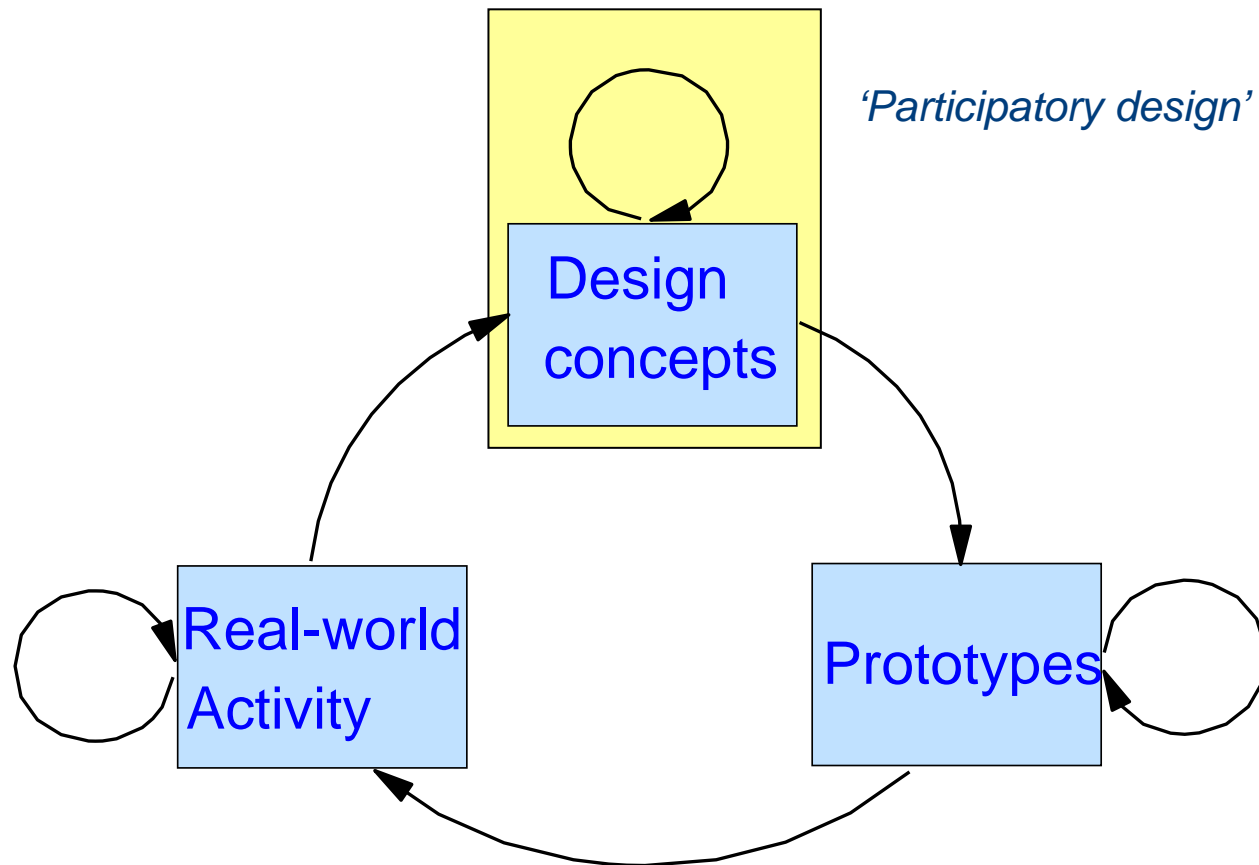 ‘Participatory design’
Design
concepts
Real-world
Activity
Prototypes